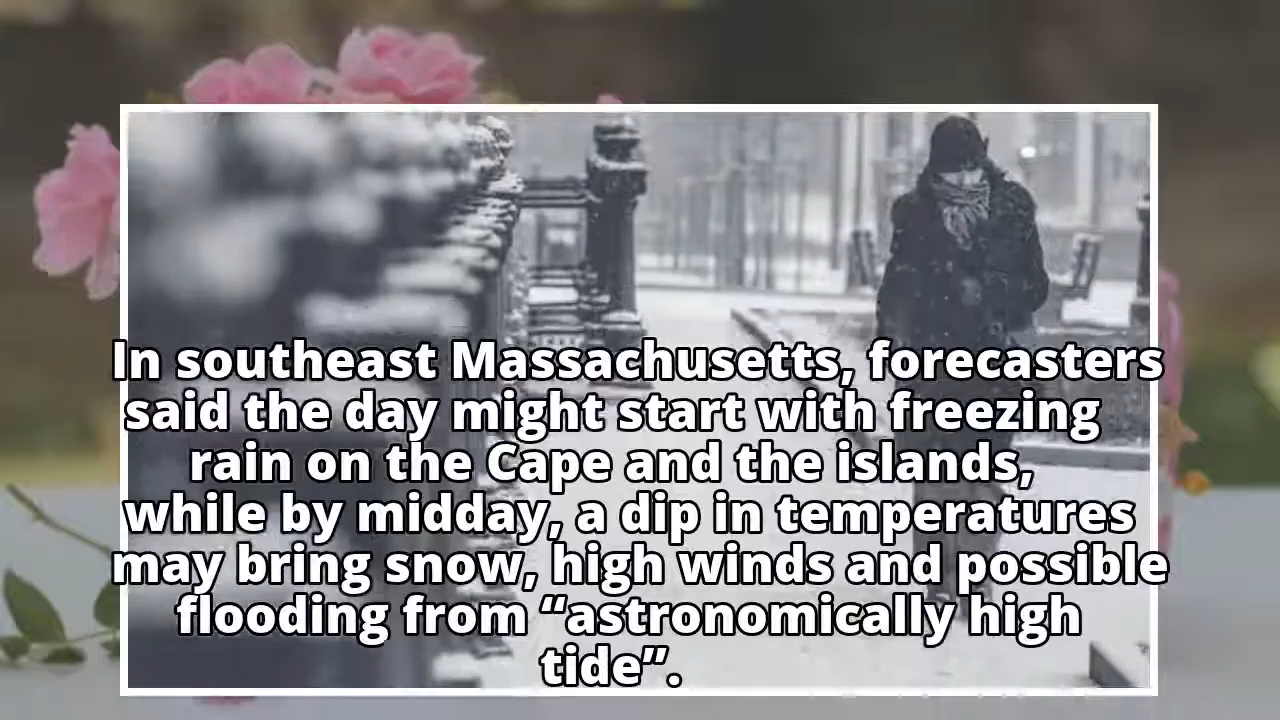 In southeast Massachusetts, forecasters
said the day might start with freezing
rain on the Cape and the islands,
while by midday, a dip in temperatures
may bring snow, high winds and possible
flooding from “astronomically high
tide”.